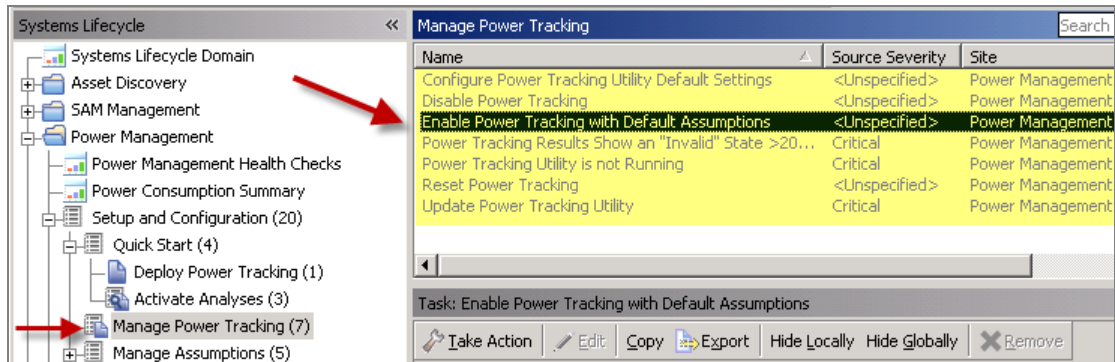 Systems Lifecycle «
Systems Lifecycle Domain
Asset Discovery
SAM Management
Power Management
Power Management Health Checks
Power Consumption Summary
Setup and Configuration (20)
Quick Start (4)
Deploy Power Tracking (1)
Activate Analyses (3)
Manage Power Tracking (7)
Manage Assumptions (5)
Manage Power Tracking Search
Name Source Severity Site
Configure Power Tracking Utility Default Settings <Unspecified> Power Management
Disable Power Tracking <Unspecified> Power Management
Enable Power Tracking with Default Assumptions <Unspecified> Power Management
Power Tracking Results Show an "Invalid" State >20... Critical Power Management
Power Tracking Utility is not Running Critical Power Management
Reset Power Tracking <Unspecified> Power Management
Update Power Tracking Utility Critical Power Management
Task: Enable Power Tracking with Default Assumptions
Take Action Edit Copy Export Hide Locally Hide Globally Remove